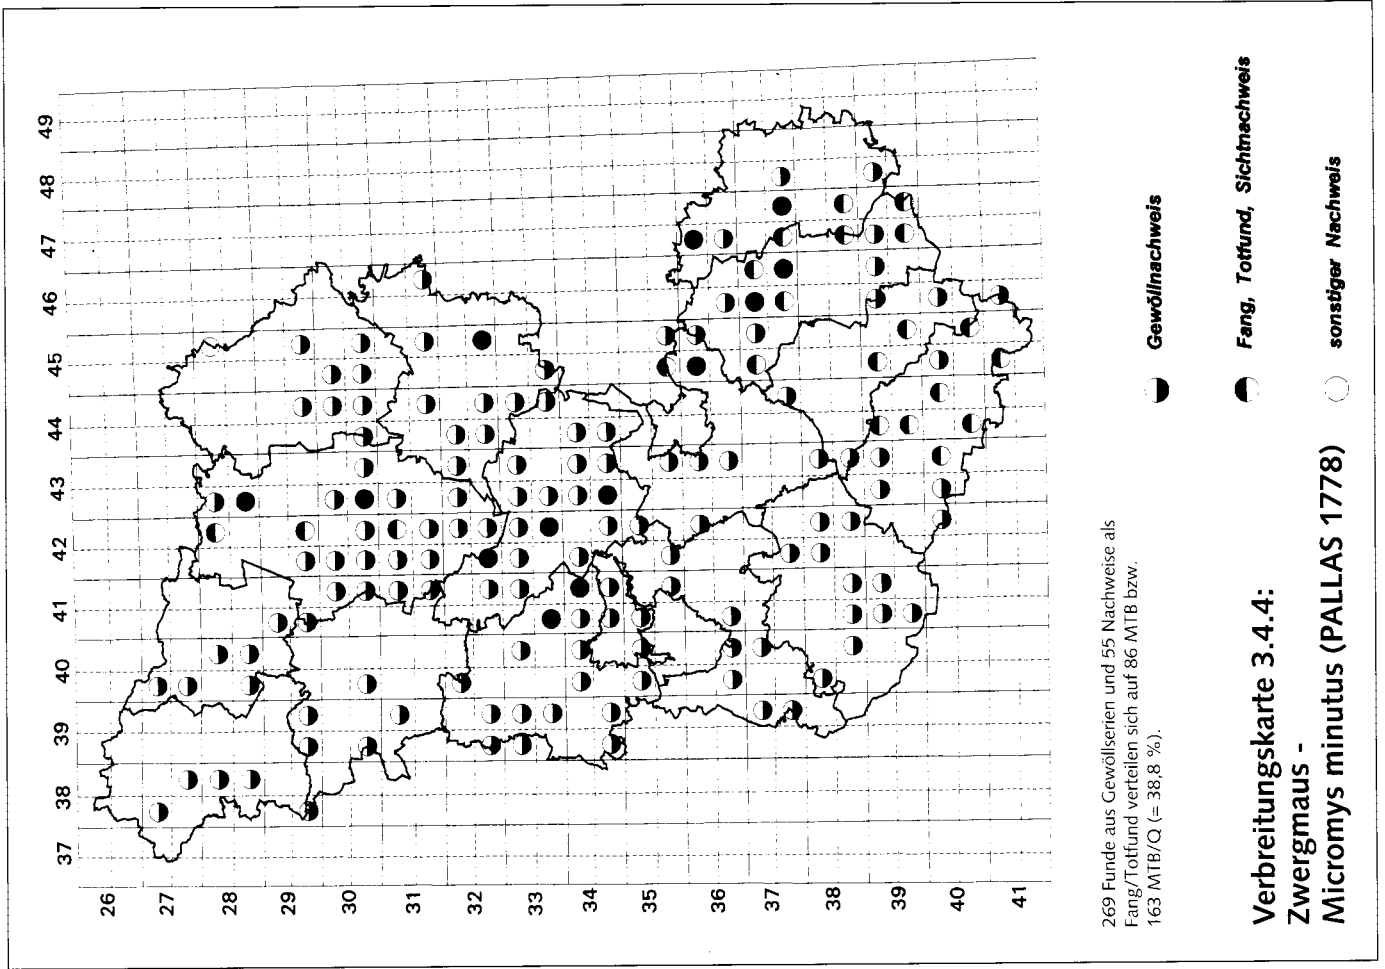 26 27 28 29 30 31 32 33 34 35 36 37 38 39 40 41
37 38 39 40 41 42 43 44 45 46 47 48 49
269 Funde aus Gewöllserien und 55 Nachweise als
Fang/Totfund verteilen sich auf 86 MTB bzw.
163 MTB/Q (= 38,8 %).
Gewöllnachweis
Fang, Totfund, Sichtnachweis
sonstiger Nachweis
Verbreitungskarte 3.4.4:
Zwergmaus -
Micromys minutus (PALLAS 1778)